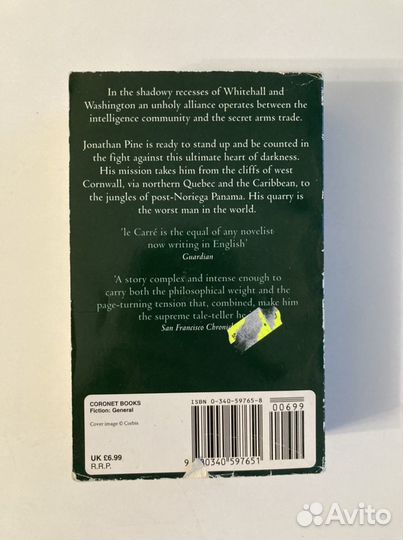 In the shadowy recesses of Whitehall and
Washington an unholy alliance operates between the
intelligence community and the secret arms trade.
Jonathan Pine is ready to stand up and be counted in
the fight against this ultimate heart of darkness.
His mission takes him from the cliffs of west
Cornwall, via northern Quebec and the Caribbean, to
the jungles of post-Noriega Panama. His quarry is
the worst man in the world.
'le Carré is the equal of any novelist
now writing in English'
Guardian
'A story complex and intense enough to
carry both the philosophical weight and the
page-turning tension that, combined, make him
the supreme tale-teller he
San Francisco
CORONET BOOKS
Fiction: General
Cover image © Corbis
UK £6.99
R.R.P.
ISBN 0-340-59765-8
00699
9 780340 597651
Avito